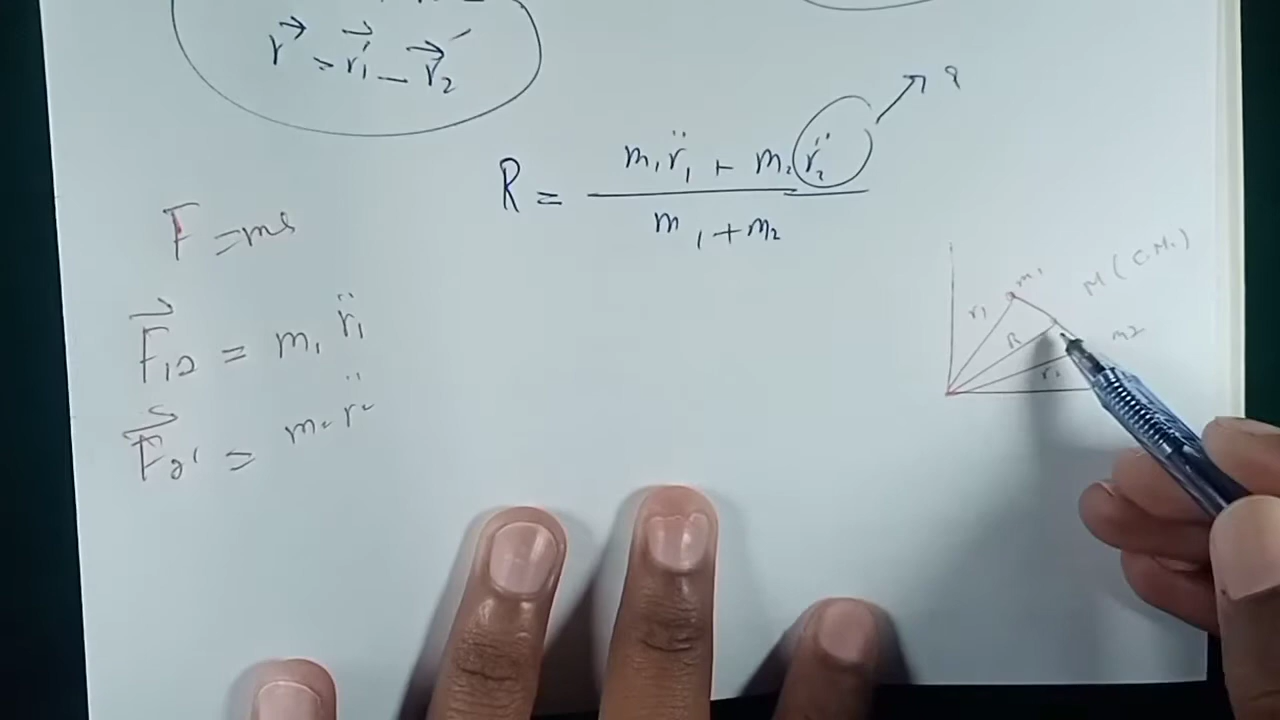 r⃗ = r⃗₁ - r⃗₂
?
R = (m₁r̈₁ + m₂r̈₂) / (m₁ + m₂)
F = ma
F⃗₁₂ = m₁ r̈₁
F⃗₂₁ = m₂ r̈₂
m₁
M (C M.)
r₁
R
m2
r₂